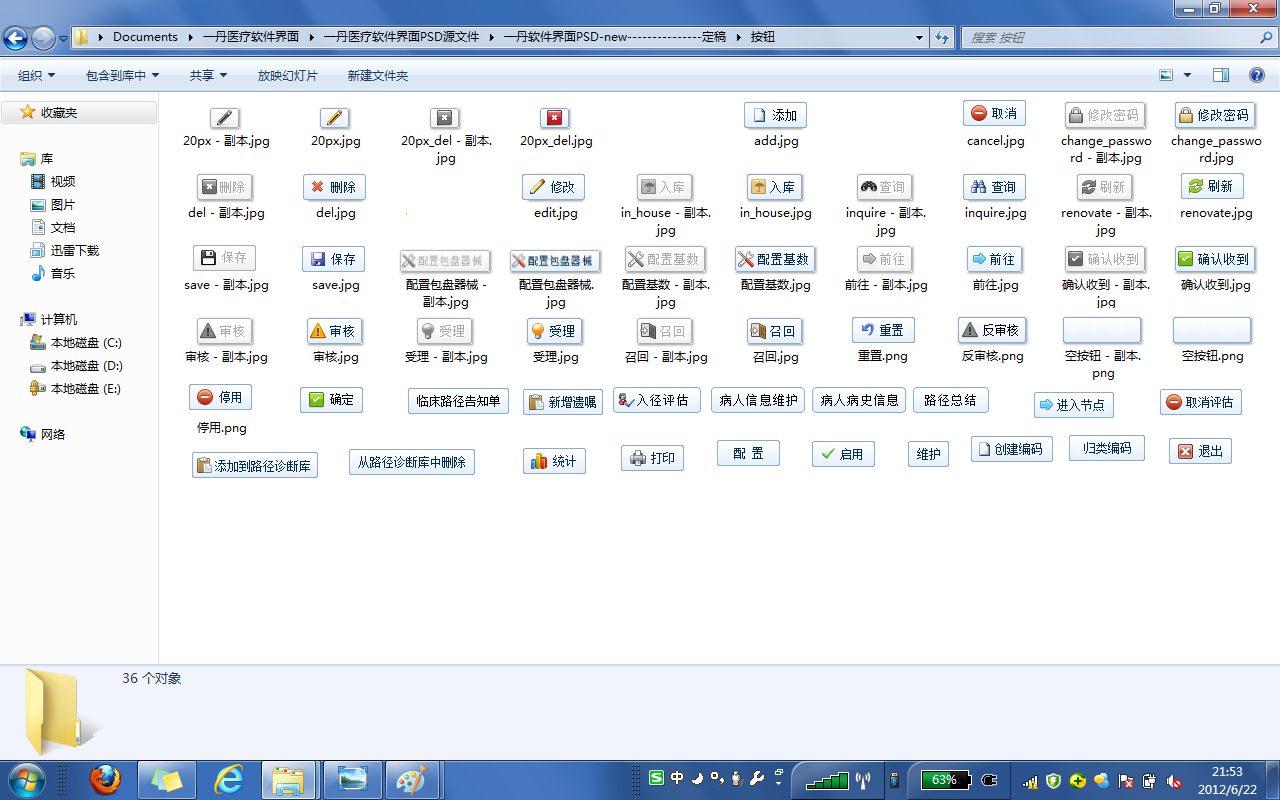 Documents 一丹医疗软件界面 一丹医疗软件界面PSD源文件 一丹软件界面PSD-new---------------定稿 按钮
搜索 按钮
组织 包含到库中 共享 放映幻灯片 新建文件夹
收藏夹
库
视频
图片
文档
迅雷下载
音乐
计算机
本地磁盘 (C:)
本地磁盘 (D:)
本地磁盘 (E:)
网络
添加 取消 修改密码 修改密码
20px - 副本.jpg 20px.jpg 20px_del - 副本. 20px_del.jpg add.jpg cancel.jpg change_passwo change_passwo
jpg rd - 副本.jpg rd.jpg
删除 删除 修改 入库 入库 查询 查询 刷新 刷新
del - 副本.jpg del.jpg edit.jpg in_house - 副本. in_house.jpg inquire - 副本. inquire.jpg renovate - 副本. renovate.jpg
jpg jpg jpg
保存 保存 配置包盘器械 配置包盘器械 配置基数 配置基数 前往 前往 确认收到 确认收到
save - 副本.jpg save.jpg 配置包盘器械 - 配置包盘器械. 配置基数 - 副本. 配置基数.jpg 前往 - 副本.jpg 前往.jpg 确认收到 - 副本. 确认收到.jpg
副本.jpg jpg jpg jpg
审核 审核 受理 受理 召回 召回 重置 反审核
审核 - 副本.jpg 审核.jpg 受理 - 副本.jpg 受理.jpg 召回 - 副本.jpg 召回.jpg 重置.png 反审核.png 空按钮 - 副本. 空按钮.png
png
停用 确定 临床路径告知单 新增遗嘱 入径评估 病人信息维护 病人病史信息 路径总结 进入节点 取消评估
停用.png
添加到路径诊断库 从路径诊断库中删除 统计 打印 配 置 启用 维护 创建编码 归类编码 退出
36 个对象
S 中 63% 21:53
2012/6/22